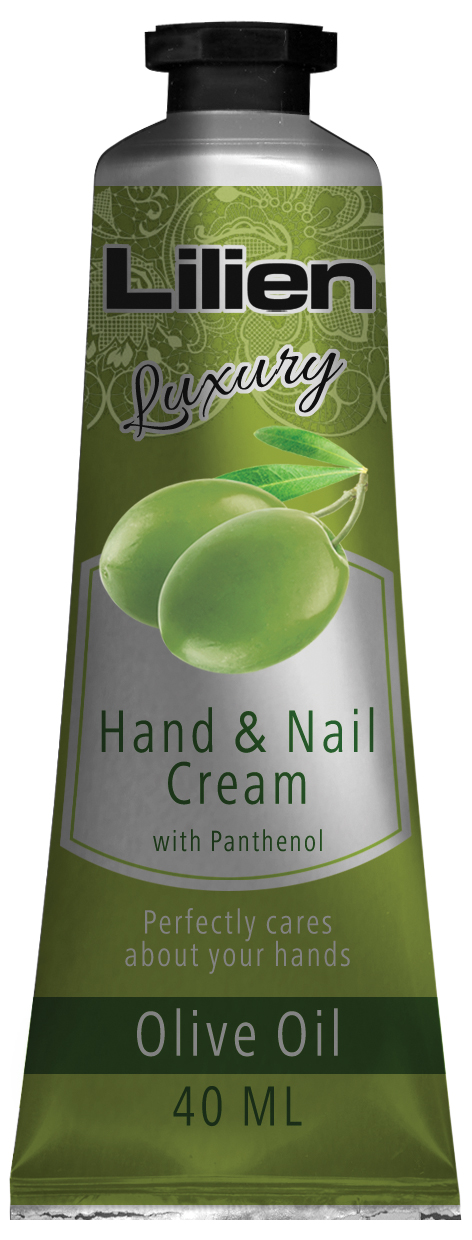 Lilien
Luxury
Hand & Nail
Cream
with Panthenol
Perfectly cares
about your hands
Olive Oil
40 ML